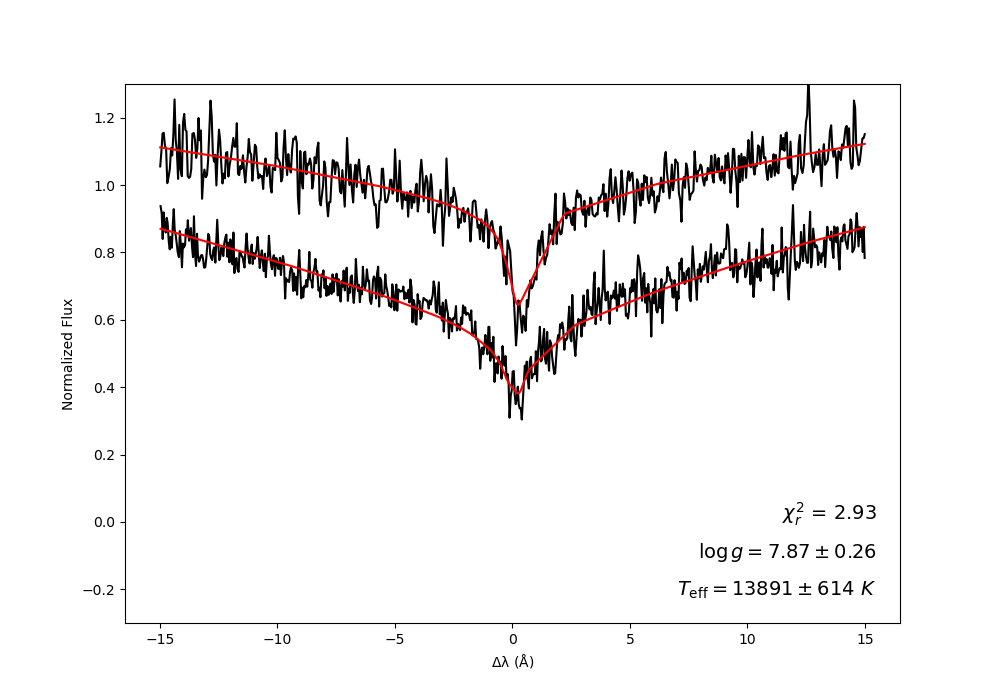 1.2
1.0
0.8
0.6
0.4
0.2
0.0
−0.2
Normalized Flux
χ²ᵣ = 2.93
log g = 7.87 ± 0.26
T_eff = 13891 ± 614 K
−15 −10 −5 0 5 10 15
Δλ (Å)